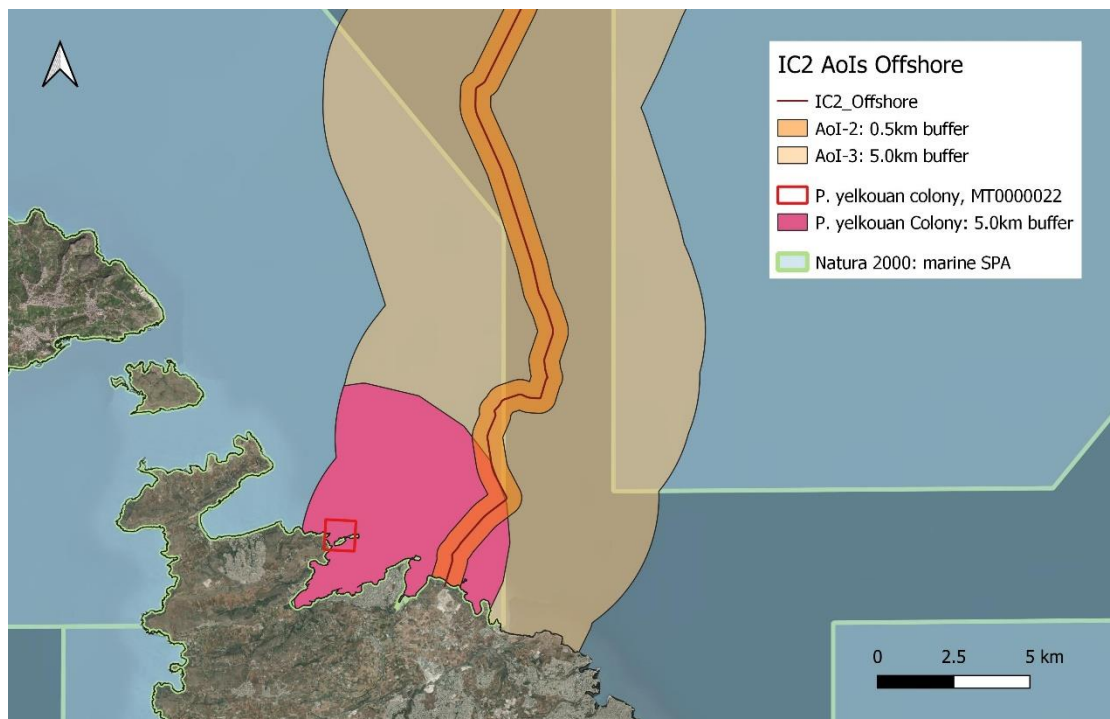 IC2 AoIs Offshore
IC2_Offshore
AoI-2: 0.5km buffer
AoI-3: 5.0km buffer
P. yelkouan colony, MT0000022
P. yelkouan Colony: 5.0km buffer
Natura 2000: marine SPA
0 2.5 5 km